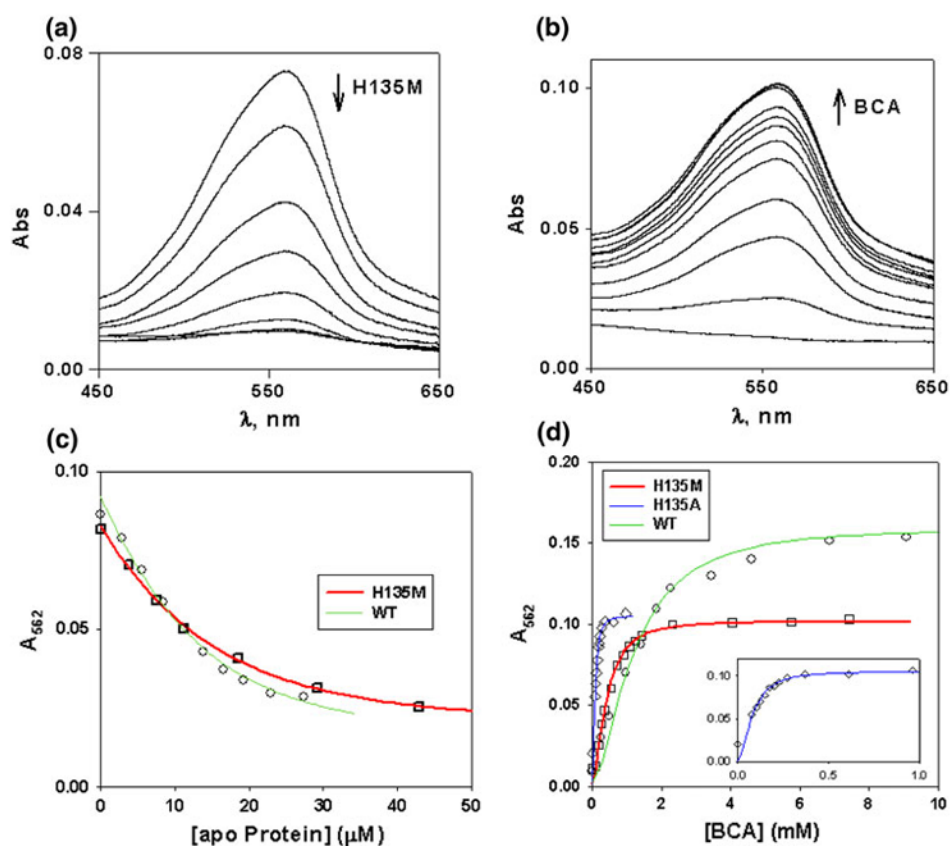 (a)
0.08
0.04
0.00
Abs
H135M
450
550
650
λ, nm
(b)
0.10
0.05
0.00
Abs
BCA
450
550
650
λ, nm
(c)
0.10
0.05
0.00
A562
H135M
WT
0
10
20
30
40
50
[apo Protein] (μM)
(d)
0.20
0.15
0.10
0.05
0.00
A562
H135M
H135A
WT
0.10
0.05
0.00
0.0
0.5
1.0
0
2
4
6
8
10
[BCA] (mM)